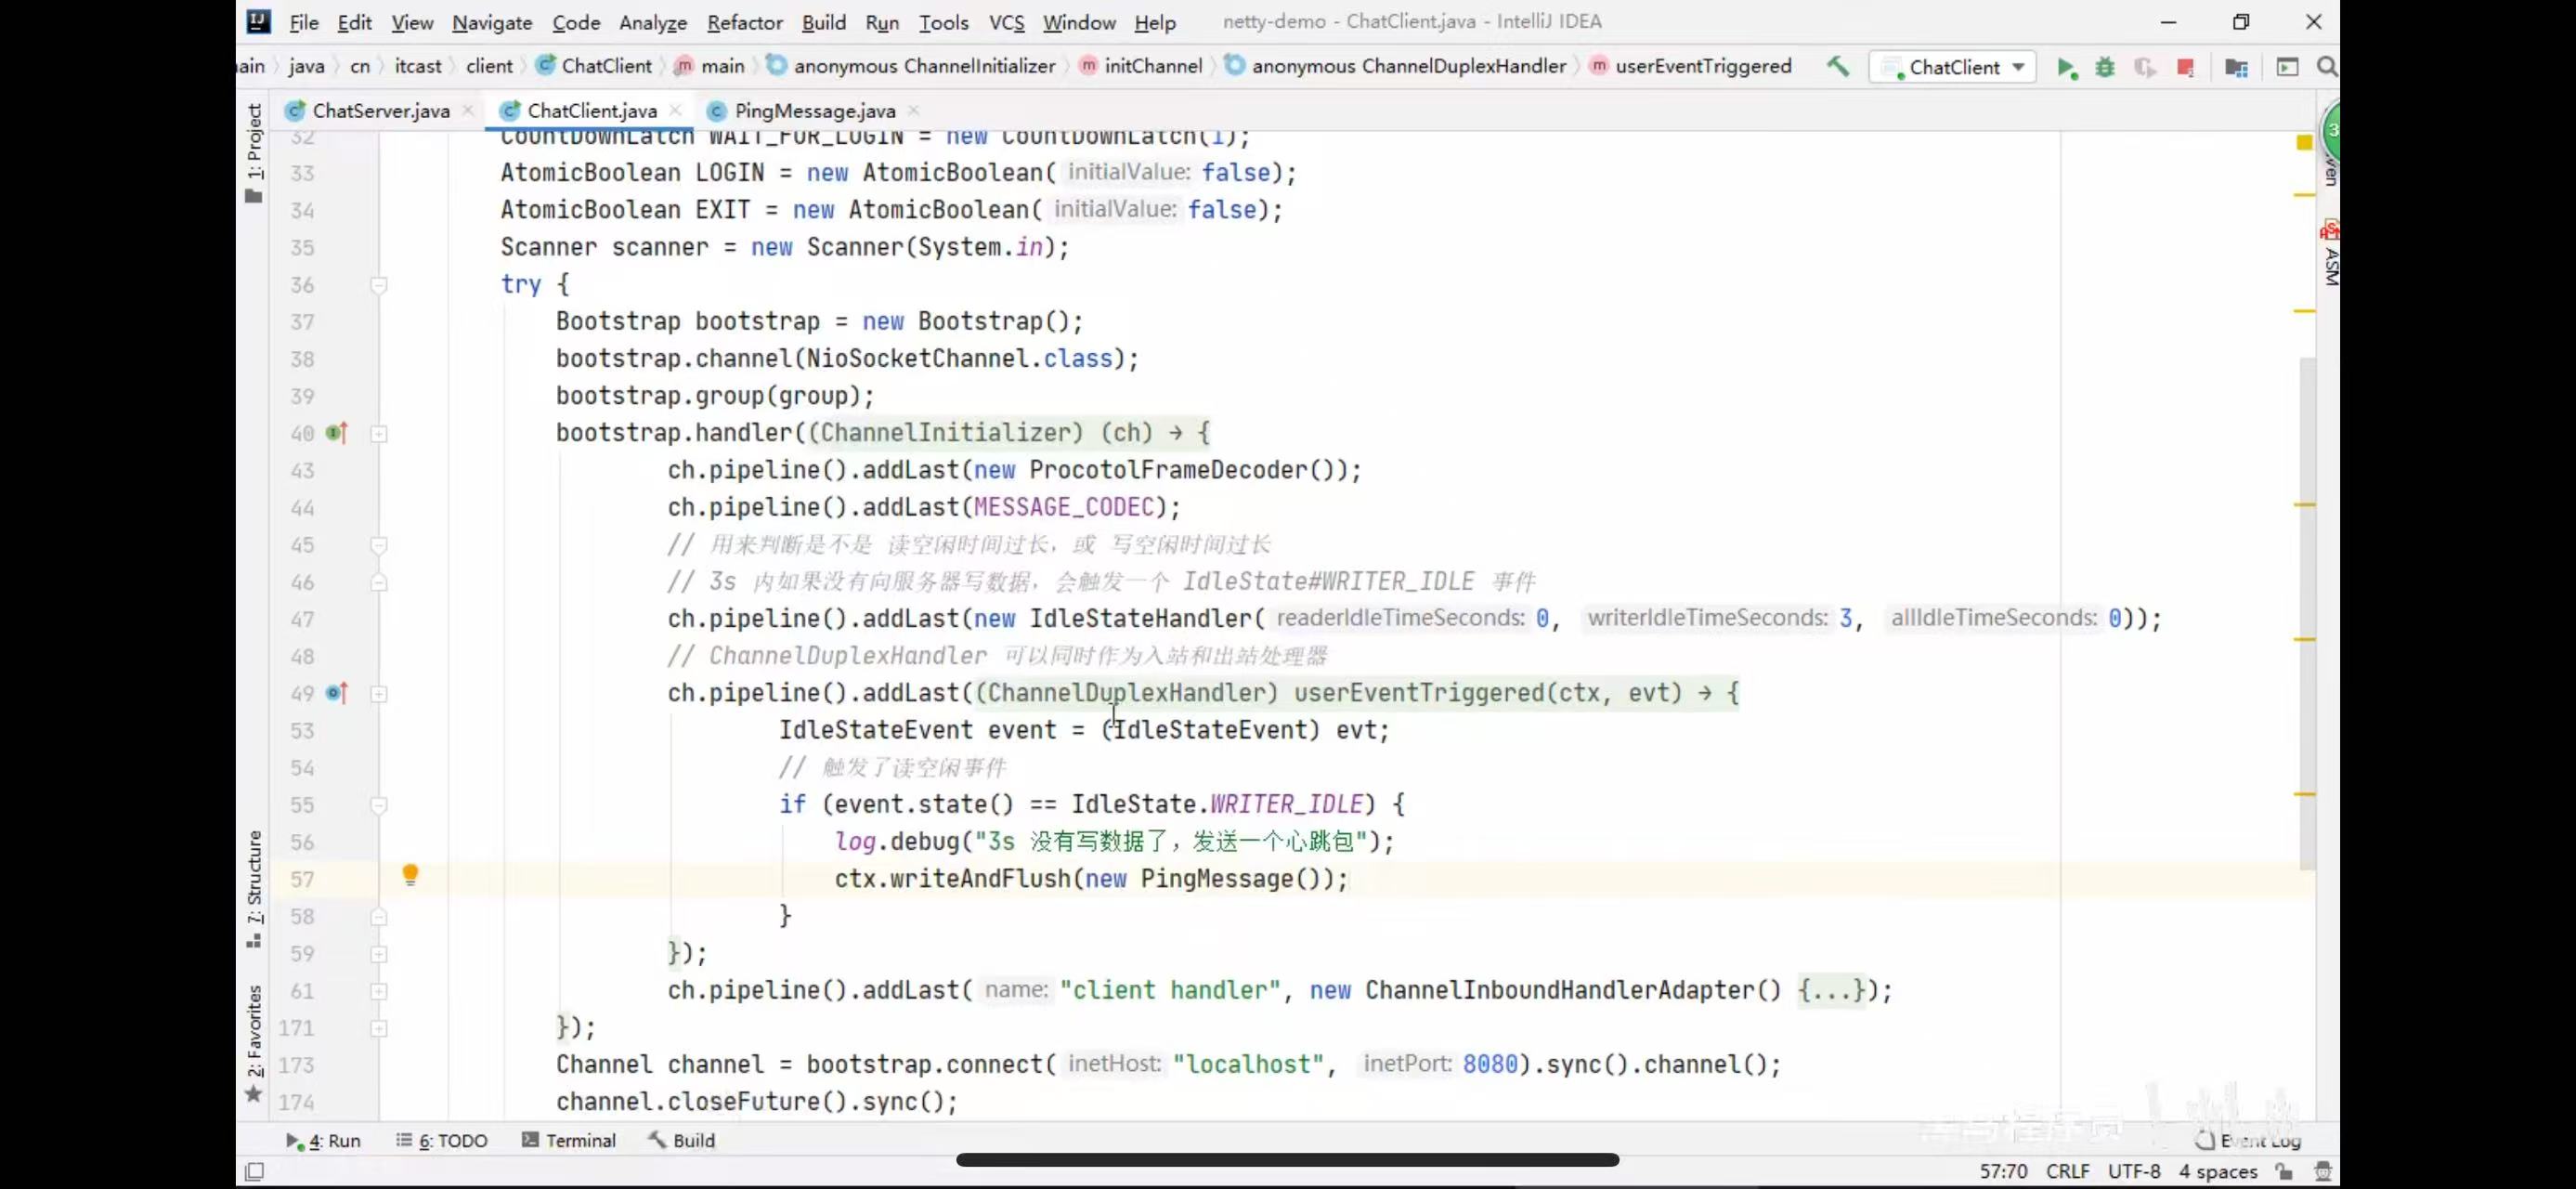 File Edit View Navigate Code Analyze Refactor Build Run Tools VCS Window Help netty-demo - ChatClient.java - IntelliJ IDEA
ain java cn itcast client ChatClient main anonymous ChannelInitializer initChannel anonymous ChannelDuplexHandler userEventTriggered ChatClient
ChatServer.java ChatClient.java PingMessage.java
1: Project
32 CountDownLatch WAIT_FOR_LOGIN = new CountDownLatch(1);
33 AtomicBoolean LOGIN = new AtomicBoolean( initialValue: false);
34 AtomicBoolean EXIT = new AtomicBoolean( initialValue: false);
35 Scanner scanner = new Scanner(System.in);
36 try {
37 Bootstrap bootstrap = new Bootstrap();
38 bootstrap.channel(NioSocketChannel.class);
39 bootstrap.group(group);
40 bootstrap.handler((ChannelInitializer) (ch) → {
43 ch.pipeline().addLast(new ProcotolFrameDecoder());
44 ch.pipeline().addLast(MESSAGE_CODEC);
45 // 用来判断是不是 读空闲时间过长，或 写空闲时间过长
46 // 3s 内如果没有向服务器写数据，会触发一个 IdleState#WRITER_IDLE 事件
47 ch.pipeline().addLast(new IdleStateHandler( readerIdleTimeSeconds: 0, writerIdleTimeSeconds: 3, allIdleTimeSeconds: 0));
48 // ChannelDuplexHandler 可以同时作为入站和出站处理器
49 ch.pipeline().addLast((ChannelDuplexHandler) userEventTriggered(ctx, evt) → {
53 IdleStateEvent event = (IdleStateEvent) evt;
54 // 触发了读空闲事件
55 if (event.state() == IdleState.WRITER_IDLE) {
56 log.debug("3s 没有写数据了，发送一个心跳包");
57 ctx.writeAndFlush(new PingMessage());
58 }
59 });
61 ch.pipeline().addLast( name: "client handler", new ChannelInboundHandlerAdapter() {...});
171 });
173 Channel channel = bootstrap.connect( inetHost: "localhost", inetPort: 8080).sync().channel();
174 channel.closeFuture().sync();
7: Structure
2: Favorites
3
ven
ASM
4: Run 6: TODO Terminal Build Event Log
57:70 CRLF UTF-8 4 spaces